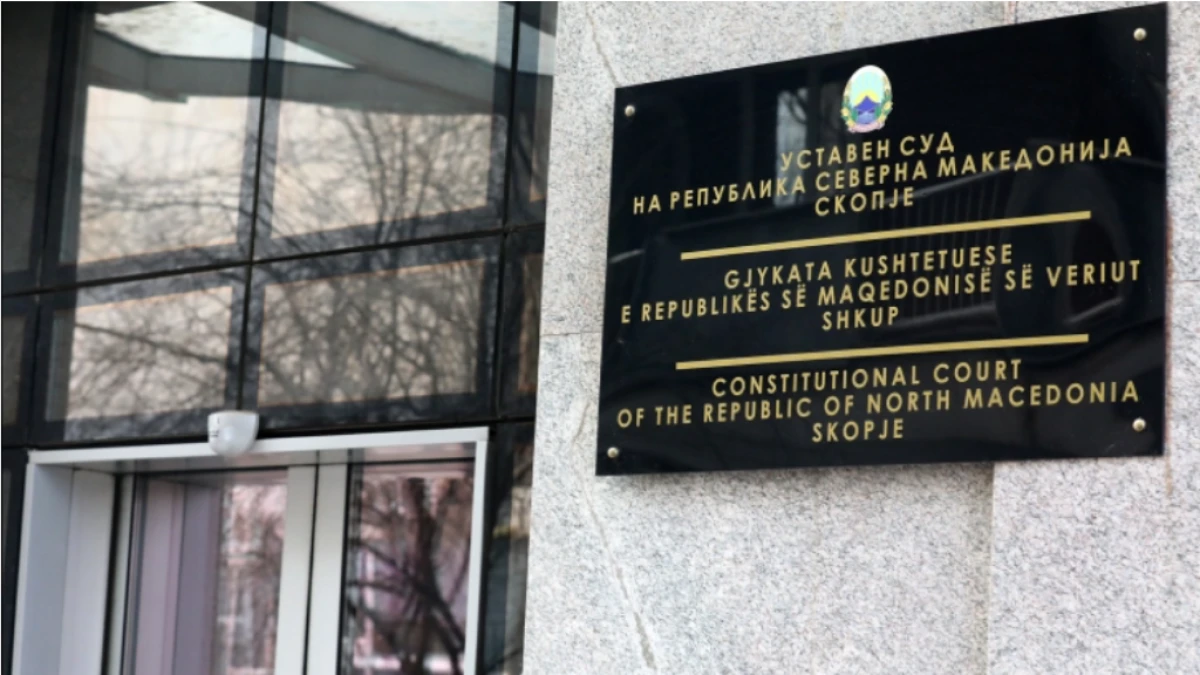 УСТАВЕН СУД
НА РЕПУБЛИКА СЕВЕРНА МАКЕДОНИЈА
СКОПЈЕ
GJYKATA KUSHTETUESE
E REPUBLIKËS SË MAQEDONISË SË VERIUT
SHKUP
CONSTITUTIONAL COURT
OF THE REPUBLIC OF NORTH MACEDONIA
SKOPJE